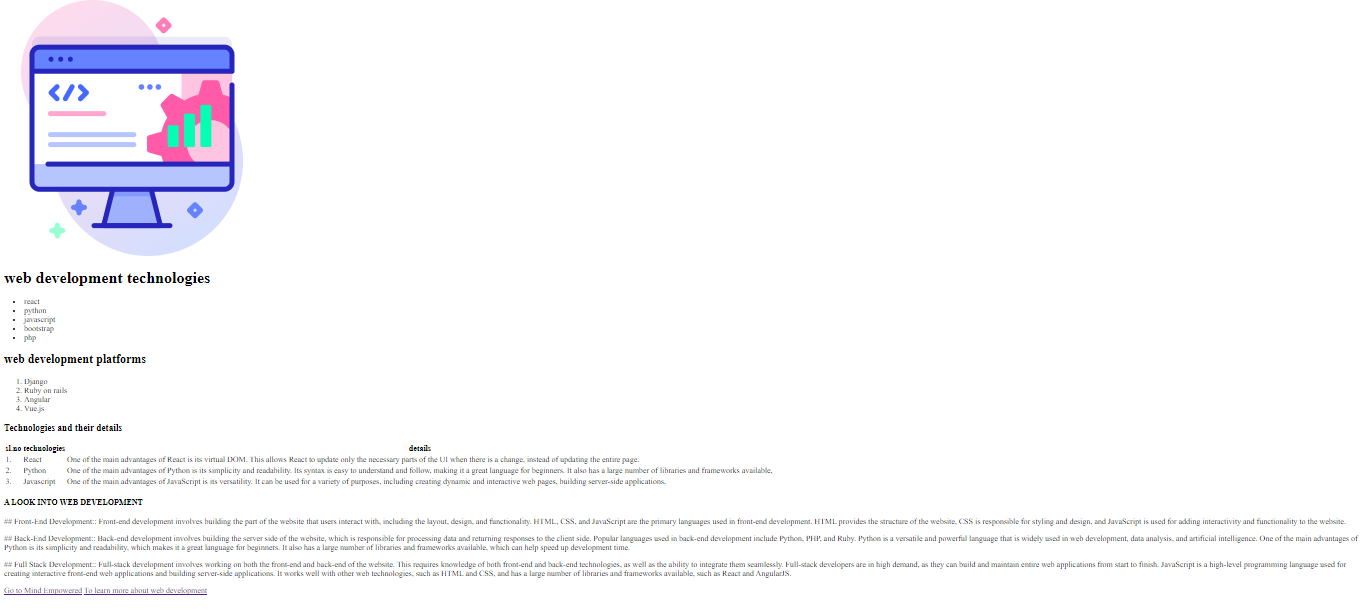 </>
web development technologies
react
python
javascript
bootstrap
php
web development platforms
1. Django
2. Ruby on rails
3. Angular
4. Vue.js
Technologies and their details
sl.no technologies details
1. React One of the main advantages of React is its virtual DOM. This allows React to update only the necessary parts of the UI when there is a change, instead of updating the entire page.
2. Python One of the main advantages of Python is its simplicity and readability. Its syntax is easy to understand and follow, making it a great language for beginners. It also has a large number of libraries and frameworks available,
3. Javascript One of the main advantages of JavaScript is its versatility. It can be used for a variety of purposes, including creating dynamic and interactive web pages, building server-side applications,
A LOOK INTO WEB DEVELOPMENT
## Front-End Development:: Front-end development involves building the part of the website that users interact with, including the layout, design, and functionality. HTML, CSS, and JavaScript are the primary languages used in front-end development. HTML provides the structure of the website, CSS is responsible for styling and design, and JavaScript is used for adding interactivity and functionality to the website.
## Back-End Development:: Back-end development involves building the server side of the website, which is responsible for processing data and returning responses to the client side. Popular languages used in back-end development include Python, PHP, and Ruby. Python is a versatile and powerful language that is widely used in web development, data analysis, and artificial intelligence. One of the main advantages of
Python is its simplicity and readability, which makes it a great language for beginners. It also has a large number of libraries and frameworks available, which can help speed up development time.
## Full Stack Development:: Full-stack development involves working on both the front-end and back-end of the website. This requires knowledge of both front-end and back-end technologies, as well as the ability to integrate them seamlessly. Full-stack developers are in high demand, as they can build and maintain entire web applications from start to finish. JavaScript is a high-level programming language used for
creating interactive front-end web applications and building server-side applications. It works well with other web technologies, such as HTML and CSS, and has a large number of libraries and frameworks available, such as React and AngularJS.
Go to Mind Empowered To learn more about web development